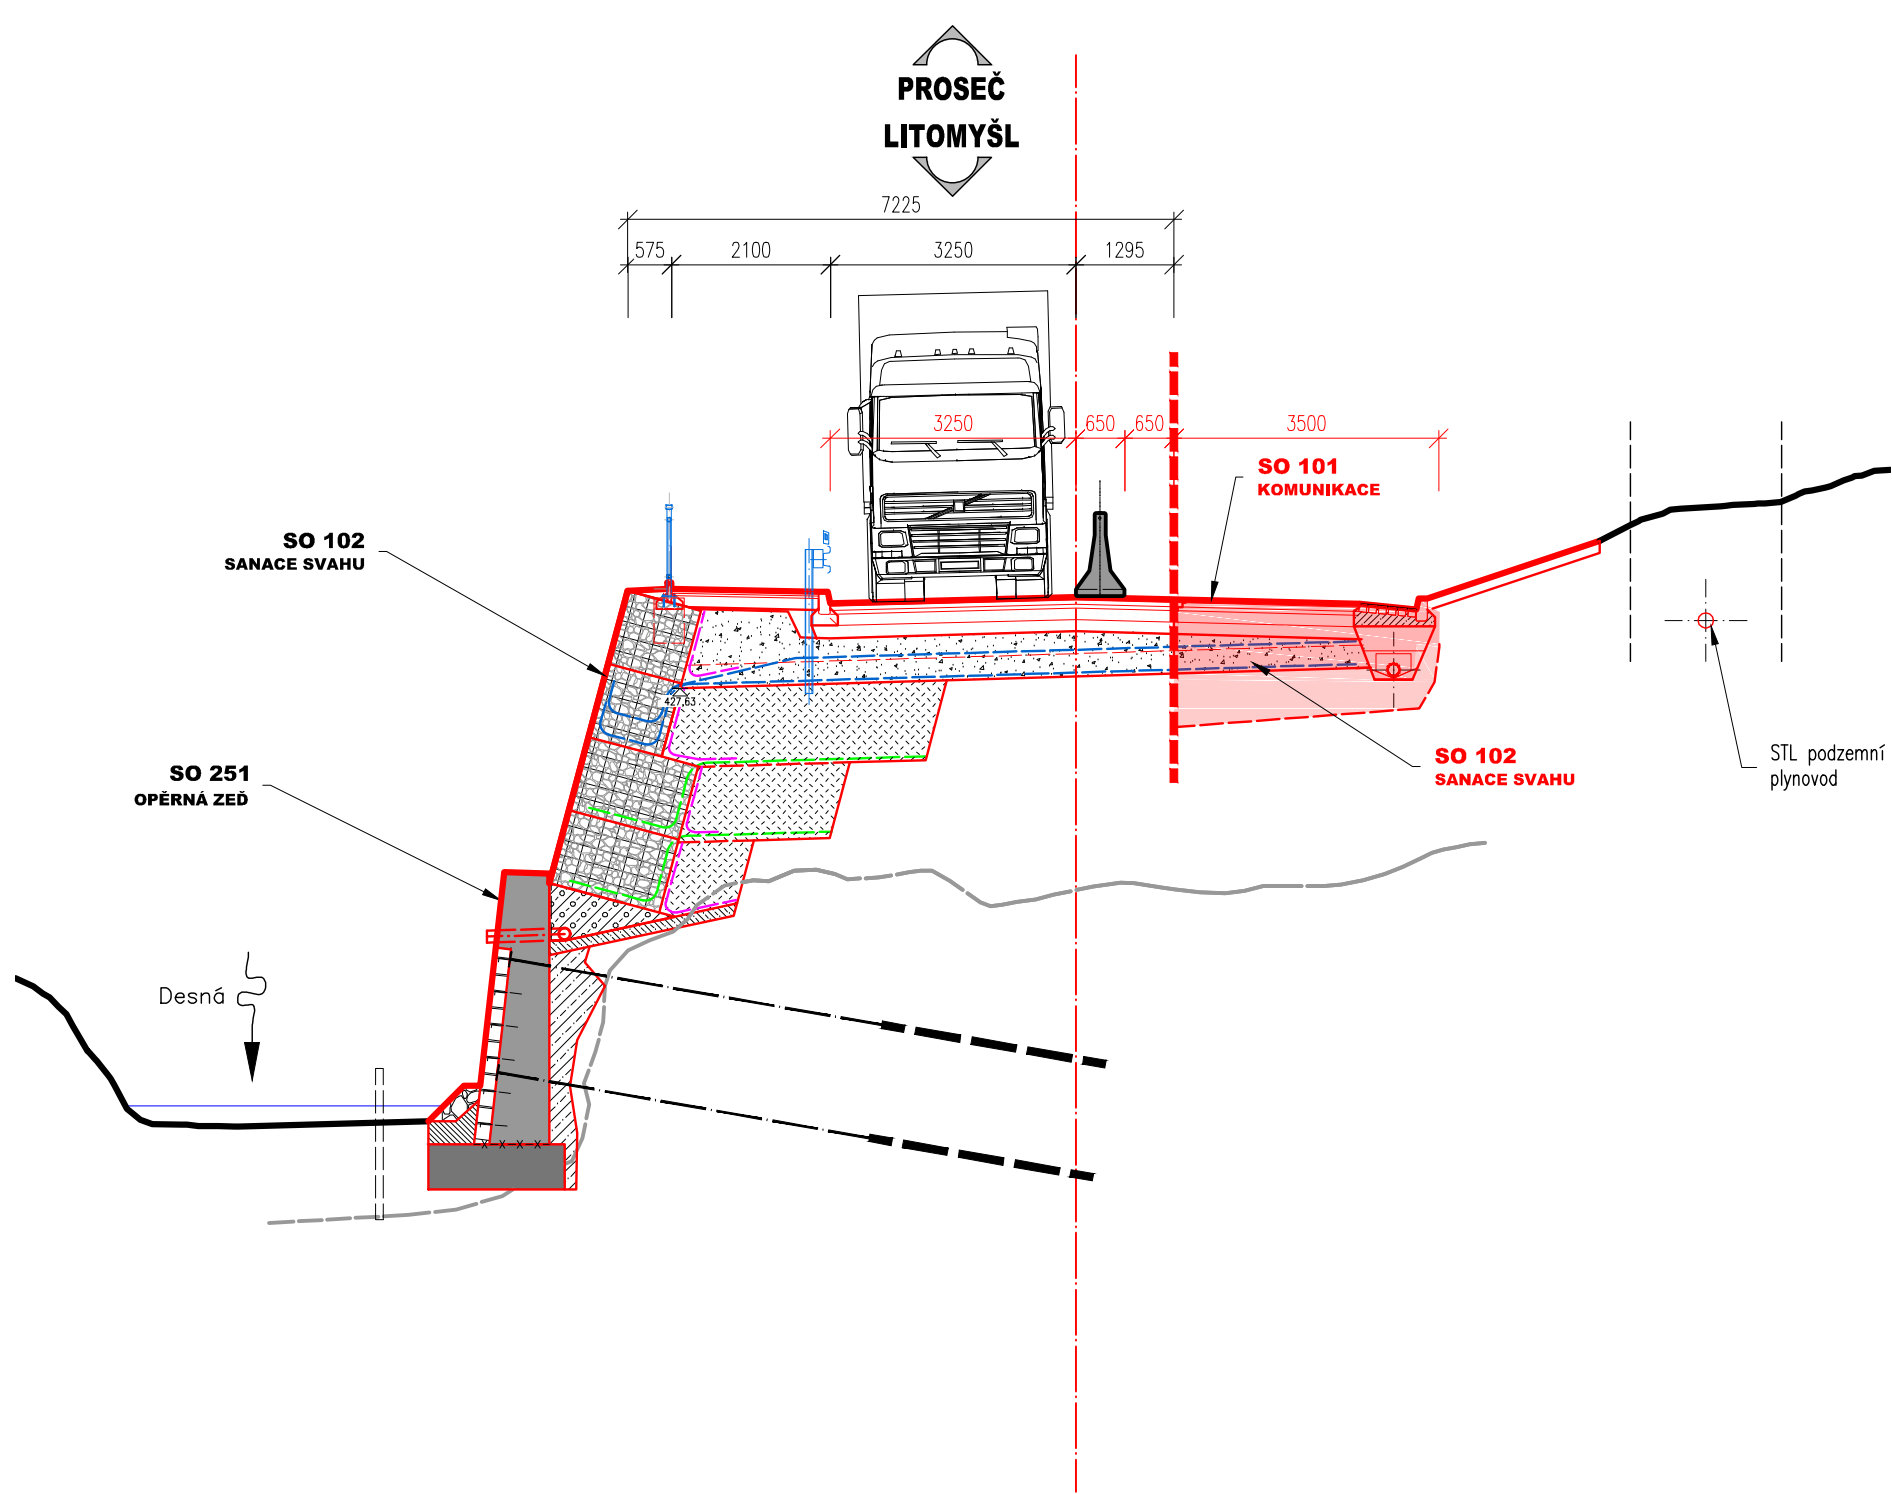 PROSEČ
LITOMYŠL
7225
575
2100
3250
1295
3250
650
650
3500
SO 101
KOMUNIKACE
SO 102
SANACE SVAHU
427,63
SO 102
SANACE SVAHU
STL podzemní
plynovod
SO 251
OPĚRNÁ ZEĎ
Desná